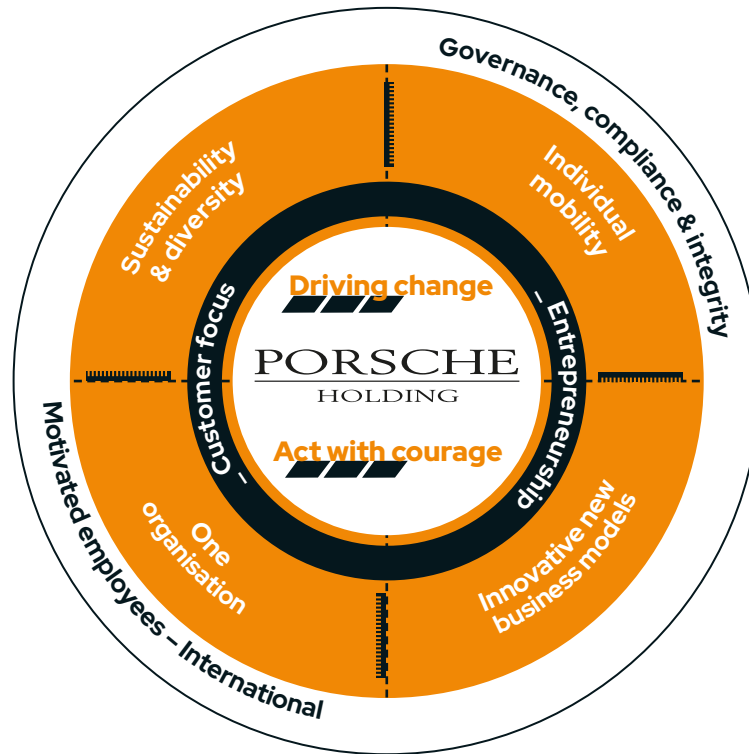 Governance, compliance & integrity
Sustainability
& diversity
Individual
mobility
Driving change
– Customer focus
– Entrepreneurship
PORSCHE
HOLDING
Act with courage
One
organisation
Innovative new
business models
Motivated employees – International